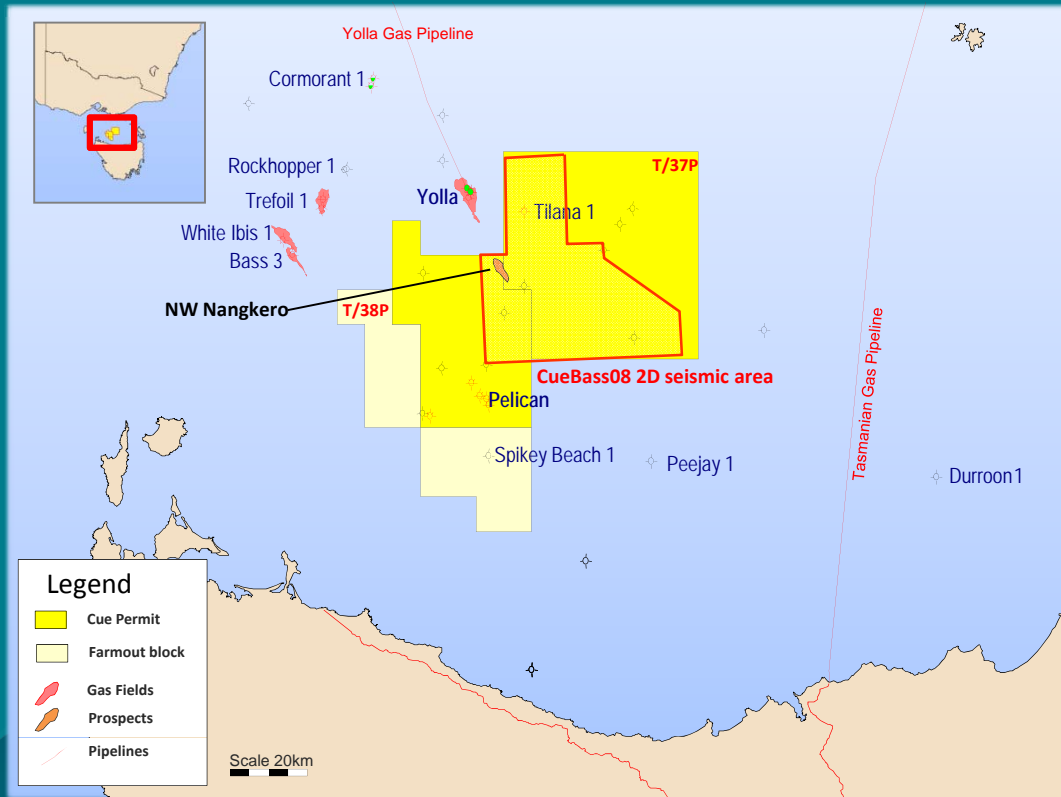 Yolla Gas Pipeline
Cormorant 1
Rockhopper 1
T/37P
Trefoil 1
Yolla
Tilana 1
White Ibis 1
Bass 3
NW Nangkero
T/38P
CueBass08 2D seismic area
Pelican
Tasmanian Gas Pipeline
Spikey Beach 1
Peejay 1
Durroon1
Legend
Cue Permit
Farmout block
Gas Fields
Prospects
Pipelines
Scale 20km